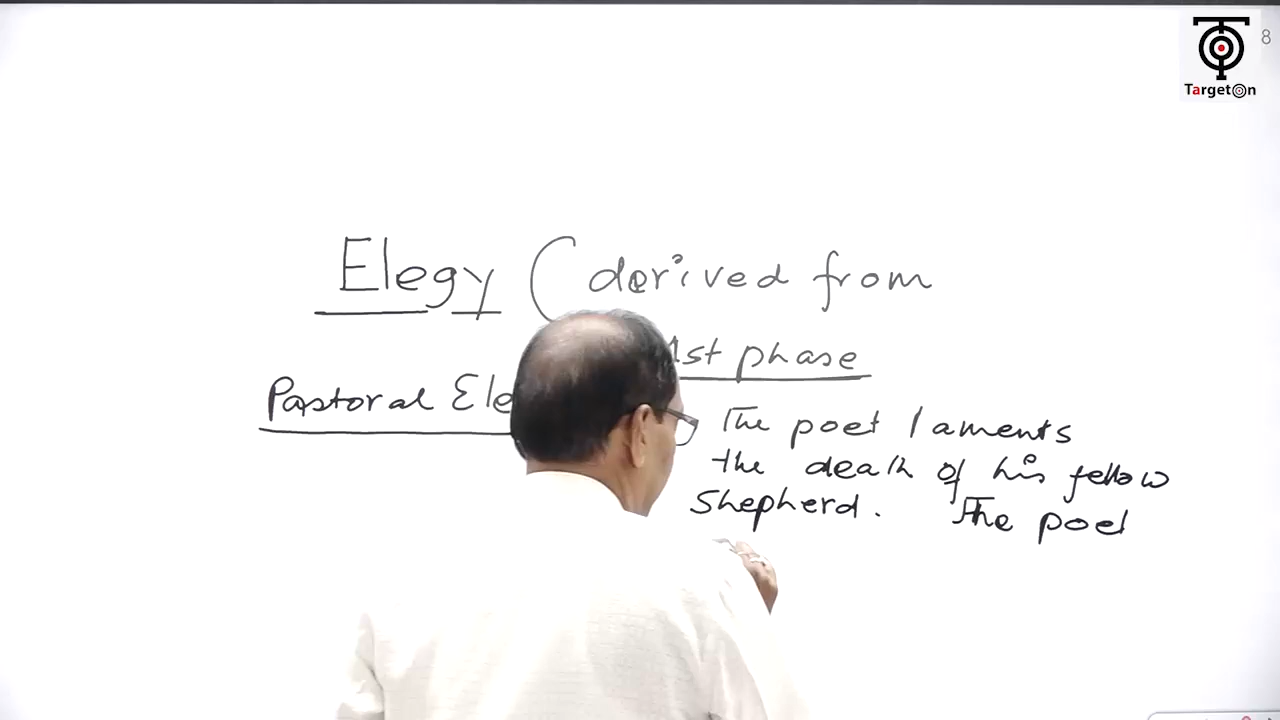 8
TargetOn
Elegy ( derived from
1st phase
Pastoral Ele
The poet laments
the death of his fellow
Shepherd. The poet